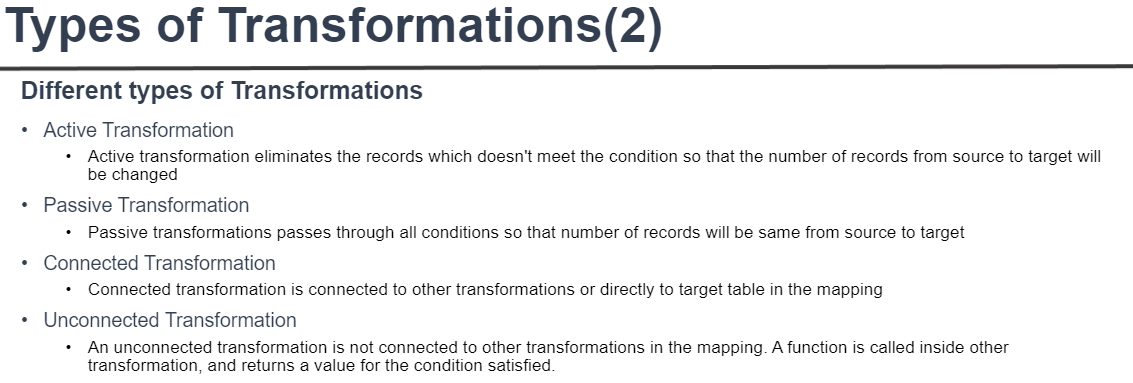 Types of Transformations(2)
Different types of Transformations
• Active Transformation
• Active transformation eliminates the records which doesn't meet the condition so that the number of records from source to target will
be changed
• Passive Transformation
• Passive transformations passes through all conditions so that number of records will be same from source to target
• Connected Transformation
• Connected transformation is connected to other transformations or directly to target table in the mapping
• Unconnected Transformation
• An unconnected transformation is not connected to other transformations in the mapping. A function is called inside other
transformation, and returns a value for the condition satisfied.